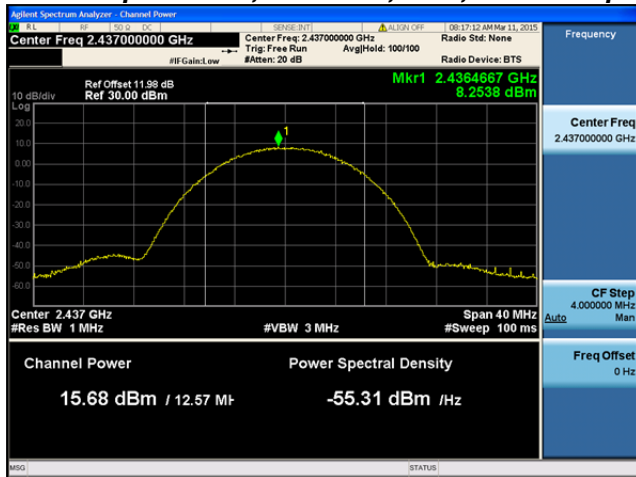 Agilent Spectrum Analyzer - Channel Power
RL RF 50 Ω DC SENSE:INT ALIGN OFF 08:17:12 AM Mar 11, 2015
Center Freq 2.437000000 GHz
Center Freq: 2.437000000 GHz
Radio Std: None
Trig: Free Run
Avg|Hold: 100/100
#IFGain:Low
#Atten: 20 dB
Radio Device: BTS
Frequency
Mkr1 2.4364667 GHz
8.2538 dBm
Ref Offset 11.98 dB
10 dB/div
Ref 30.00 dBm
Log
20.0
10.0
0.00
-10.0
-20.0
-30.0
-40.0
-50.0
-60.0
1
Center Freq
2.437000000 GHz
Center 2.437 GHz
Span 40 MHz
#Res BW 1 MHz
#VBW 3 MHz
#Sweep 100 ms
CF Step
4.000000 MHz
Auto Man
Channel Power
Power Spectral Density
15.68 dBm / 12.57 MH
-55.31 dBm /Hz
Freq Offset
0 Hz
MSG
STATUS